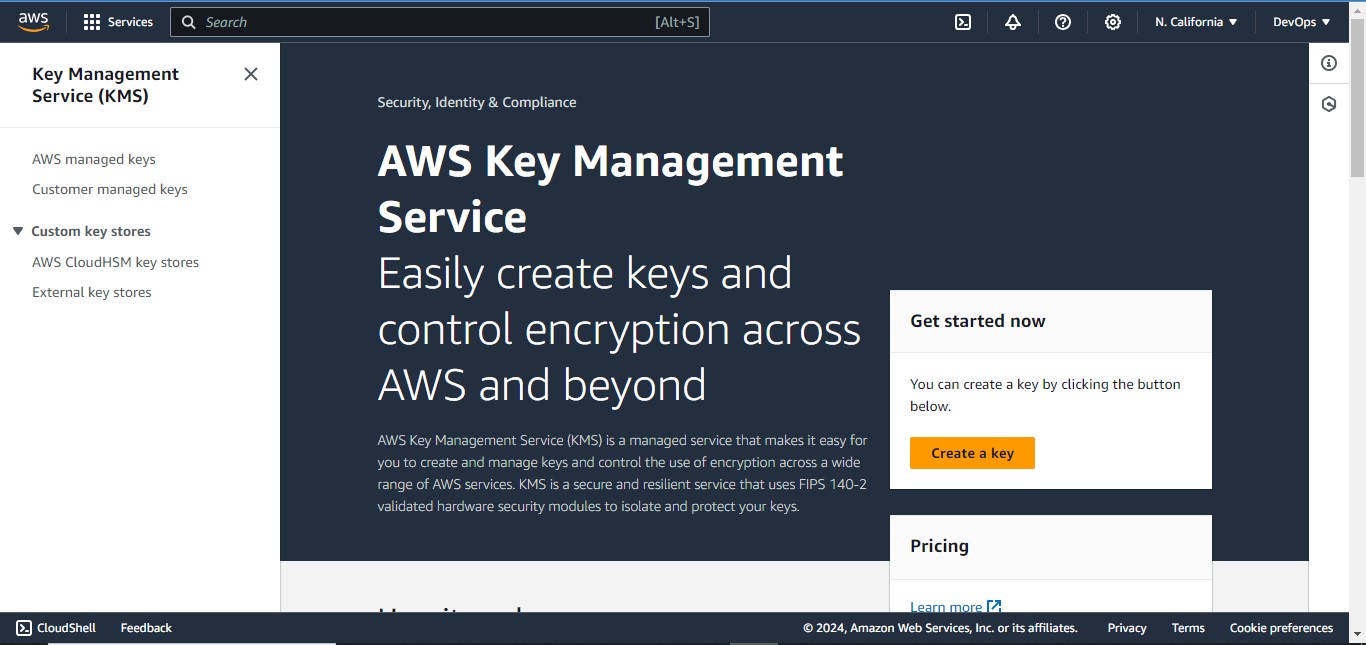 aws
Services
Search
[Alt+S]
N. California
DevOps
Key Management
Service (KMS)
AWS managed keys
Customer managed keys
Custom key stores
AWS CloudHSM key stores
External key stores
Security, Identity & Compliance
AWS Key Management
Service
Easily create keys and
control encryption across
AWS and beyond
AWS Key Management Service (KMS) is a managed service that makes it easy for
you to create and manage keys and control the use of encryption across a wide
range of AWS services. KMS is a secure and resilient service that uses FIPS 140-2
validated hardware security modules to isolate and protect your keys.
Get started now
You can create a key by clicking the button
below.
Create a key
Pricing
Learn more
CloudShell
Feedback
© 2024, Amazon Web Services, Inc. or its affiliates.
Privacy
Terms
Cookie preferences